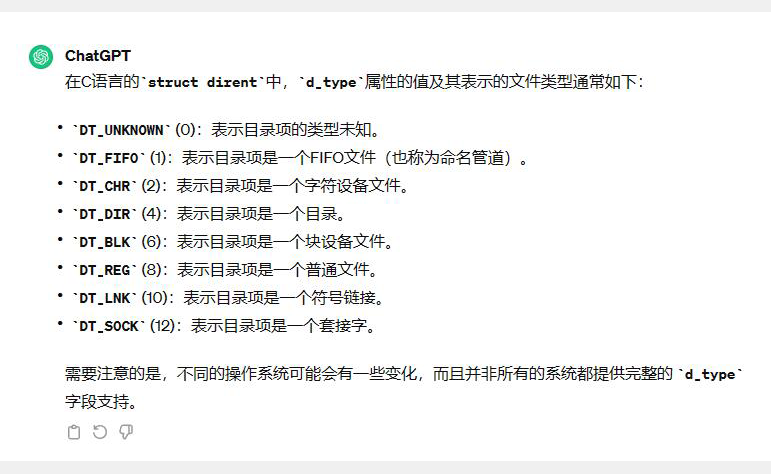 ChatGPT
在C语言的`struct dirent`中，`d_type`属性的值及其表示的文件类型通常如下：
• `DT_UNKNOWN` (0)：表示目录项的类型未知。
• `DT_FIFO` (1)：表示目录项是一个FIFO文件（也称为命名管道）。
• `DT_CHR` (2)：表示目录项是一个字符设备文件。
• `DT_DIR` (4)：表示目录项是一个目录。
• `DT_BLK` (6)：表示目录项是一个块设备文件。
• `DT_REG` (8)：表示目录项是一个普通文件。
• `DT_LNK` (10)：表示目录项是一个符号链接。
• `DT_SOCK` (12)：表示目录项是一个套接字。
需要注意的是，不同的操作系统可能会有一些变化，而且并非所有的系统都提供完整的 `d_type`
字段支持。